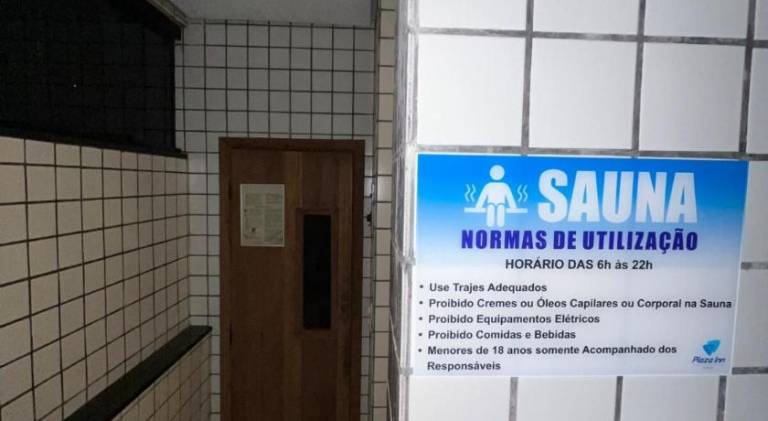 SAUNA
NORMAS DE UTILIZAÇÃO
HORÁRIO DAS 6h às 22h
• Use Trajes Adequados
• Proibido Cremes ou Óleos Capilares ou Corporal na Sauna
• Proibido Equipamentos Elétricos
• Proibido Comidas e Bebidas
• Menores de 18 anos somente Acompanhado dos
Responsáveis
Plaza Inn